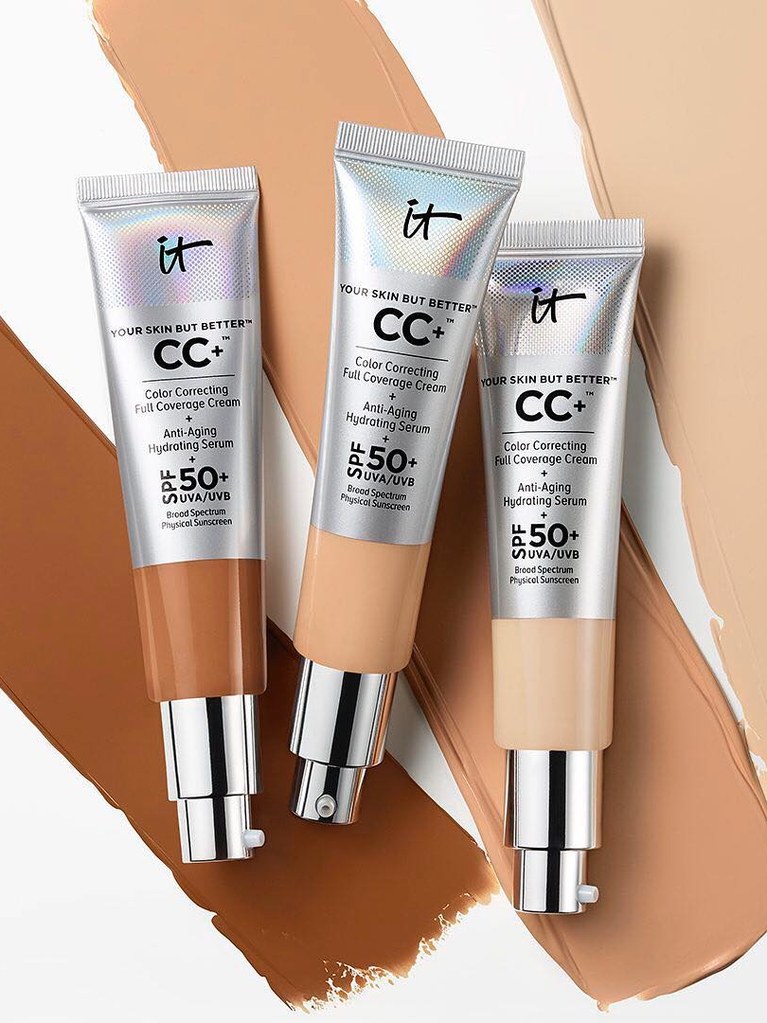 it
YOUR SKIN BUT BETTER™
CC+™
Color Correcting
Full Coverage Cream
+
Anti-Aging
Hydrating Serum
+
SPF 50+
UVA/UVB
Broad Spectrum
Physical Sunscreen
it
YOUR SKIN BUT BETTER™
CC+™
Color Correcting
Full Coverage Cream
+
Anti-Aging
Hydrating Serum
+
SPF 50+
UVA/UVB
Broad Spectrum
Physical Sunscreen
it
YOUR SKIN BUT BETTER™
CC+™
Color Correcting
Full Coverage Cream
+
Anti-Aging
Hydrating Serum
+
SPF 50+
UVA/UVB
Broad Spectrum
Physical Sunscreen